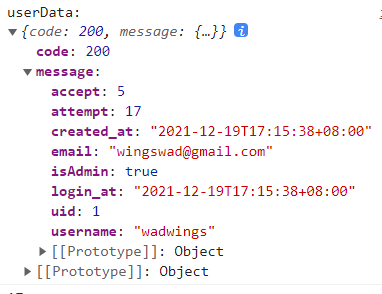 userData:
▼ {code: 200, message: {…}} i
code: 200
▼ message:
accept: 5
attempt: 17
created_at: "2021-12-19T17:15:38+08:00"
email: "wingswad@gmail.com"
isAdmin: true
login_at: "2021-12-19T17:15:38+08:00"
uid: 1
username: "wadwings"
▶ [[Prototype]]: Object
▶ [[Prototype]]: Object